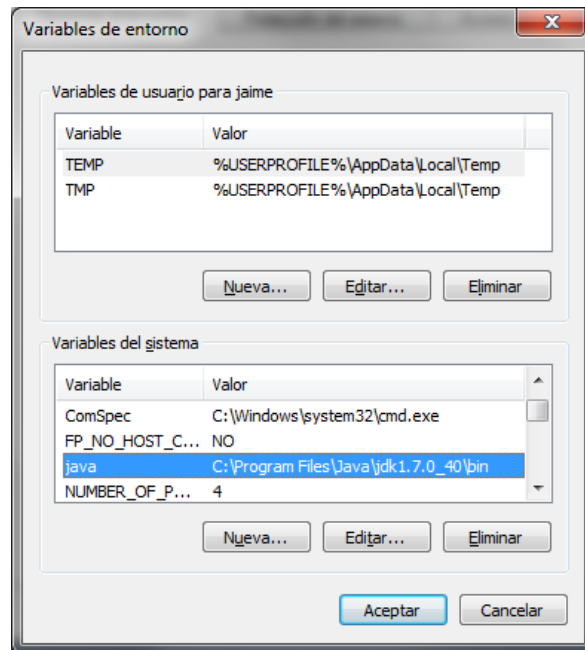 Variables de entorno
Variables de usuario para jaime
Variable Valor
TEMP %USERPROFILE%\AppData\Local\Temp
TMP %USERPROFILE%\AppData\Local\Temp
Nueva... Editar... Eliminar
Variables del sistema
Variable Valor
ComSpec C:\Windows\system32\cmd.exe
FP_NO_HOST_C... NO
java C:\Program Files\Java\jdk1.7.0_40\bin
NUMBER_OF_P... 4
Nueva... Editar... Eliminar
Aceptar Cancelar